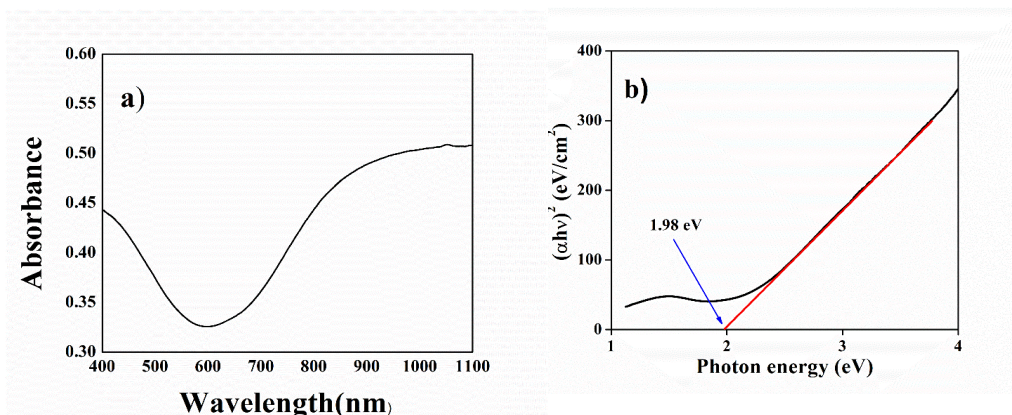 a)
Absorbance
0.60
0.55
0.50
0.45
0.40
0.35
0.30
400 500 600 700 800 900 1000 1100
Wavelength(nm)
b)
(αhν)² (eV/cm²)
400
300
200
100
0
1.98 eV
1 2 3 4
Photon energy (eV)